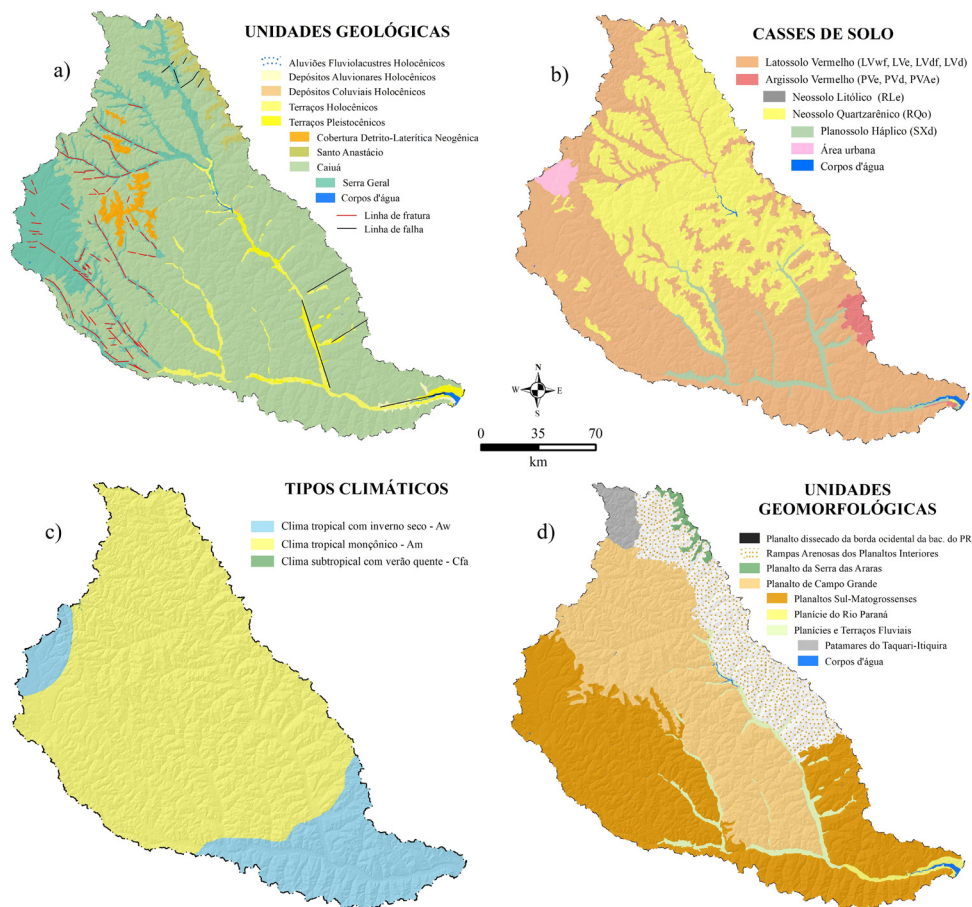 a)
UNIDADES GEOLÓGICAS
Aluviões Fluviolacustres Holocênicos
Depósitos Aluvionares Holocênicos
Depósitos Coluviais Holocênicos
Terraços Holocênicos
Terraços Pleistocênicos
Cobertura Detrito-Laterítica Neogênica
Santo Anastácio
Caiuá
Serra Geral
Corpos d'água
Linha de fratura
Linha de falha
b)
CASSES DE SOLO
Latossolo Vermelho (LVwf, LVe, LVdf, LVd)
Argissolo Vermelho (PVe, PVd, PVAe)
Neossolo Litólico (RLe)
Neossolo Quartzarênico (RQo)
Planossolo Háplico (SXd)
Área urbana
Corpos d'água
N
W E
S
0 35 70
km
c)
TIPOS CLIMÁTICOS
Clima tropical com inverno seco - Aw
Clima tropical monçônico - Am
Clima subtropical com verão quente - Cfa
d)
UNIDADES
GEOMORFOLÓGICAS
Planalto dissecado da borda ocidental da bac. do PR
Rampas Arenosas dos Planaltos Interiores
Planalto da Serra das Araras
Planalto de Campo Grande
Planaltos Sul-Matogrossenses
Planície do Rio Paraná
Planícies e Terraços Fluviais
Patamares do Taquari-Itiquira
Corpos d'água